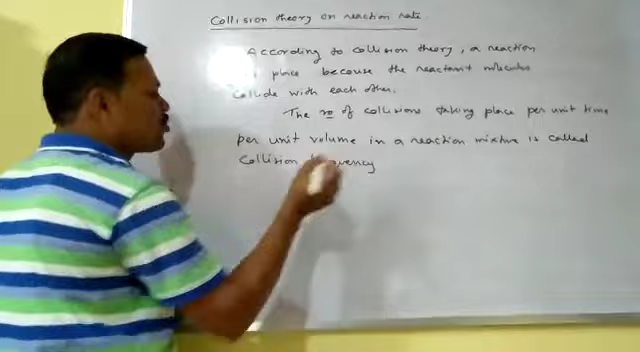 Collision theory on reaction rate.
According to collision theory, a reaction
place because the reactant molecules
collide with each other.
The no of collisions taking place per unit time
per unit volume in a reaction mixture is called
Collision